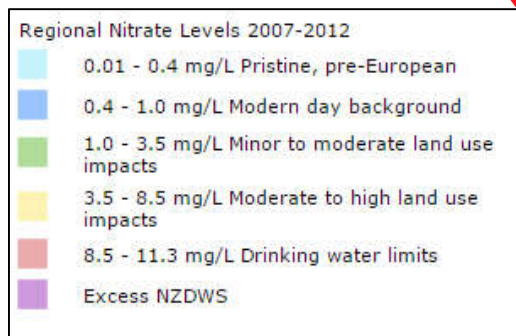 Regional Nitrate Levels 2007-2012
0.01 - 0.4 mg/L Pristine, pre-European
0.4 - 1.0 mg/L Modern day background
1.0 - 3.5 mg/L Minor to moderate land use
impacts
3.5 - 8.5 mg/L Moderate to high land use
impacts
8.5 - 11.3 mg/L Drinking water limits
Excess NZDWS